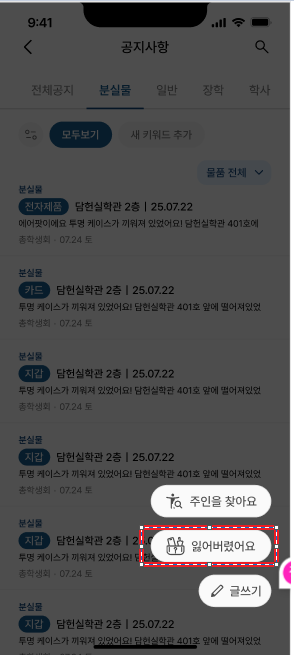 9:41
공지사항
전체공지 분실물 일반 장학 학사
모두보기 새 키워드 추가
물품 전체
분실물
전자제품 담헌실학관 2층 | 25.07.22
에어팟이에요 투명 케이스가 끼워져 있었어요! 담헌실학관 401호에
총학생회 · 07.24 토
분실물
카드 담헌실학관 2층 | 25.07.22
투명 케이스가 끼워져 있었어요! 담헌실학관 401호 앞에 떨어져있었
총학생회 · 07.24 토
분실물
지갑 담헌실학관 2층 | 25.07.22
투명 케이스가 끼워져 있었어요! 담헌실학관 401호 앞에 떨어져있었
총학생회 · 07.24 토
분실물
지갑 담헌실학관 2층 | 25.07.22
투명 케이스가 끼워져 있었어요! 담헌실학관 401호 앞에 떨어져있었
총학생회 · 07.24 토
주인을 찾아요
분실물
지갑 담헌실학관 2층 | 25.0
잃어버렸어요
투명 케이스가 끼워져 있었어요! 담헌
총학생회 · 07.24 토
글쓰기
분실물
지갑 담헌실학관 2층 | 25.07.22
투명 케이스가 끼워져 있었어요! 담헌실학관 401호 앞에 떨어져있었